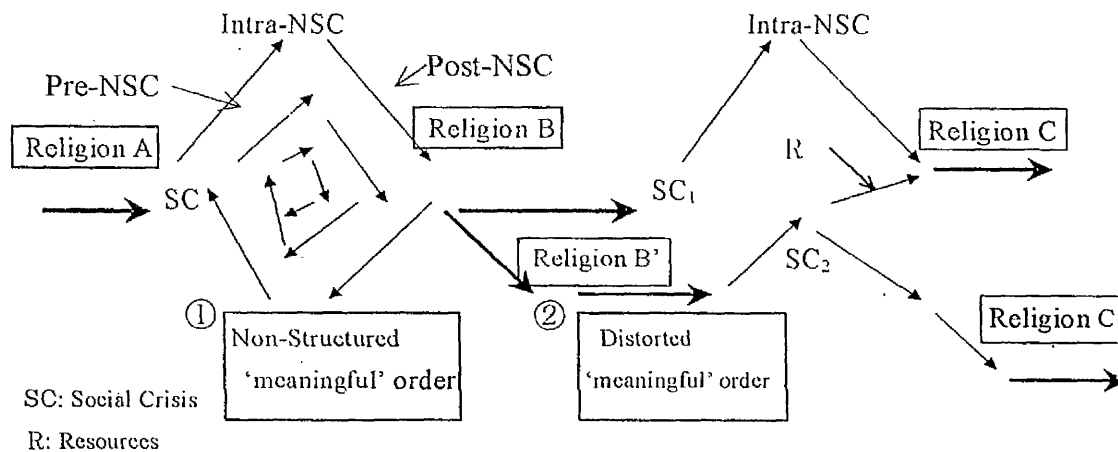 Intra-NSC
Intra-NSC
Pre-NSC
Post-NSC
Religion A
Religion B
Religion C
R
SC
SC₁
Religion B'
SC₂
①
②
Religion C
Non-Structured
'meaningful' order
Distorted
'meaningful' order
SC: Social Crisis
R: Resources